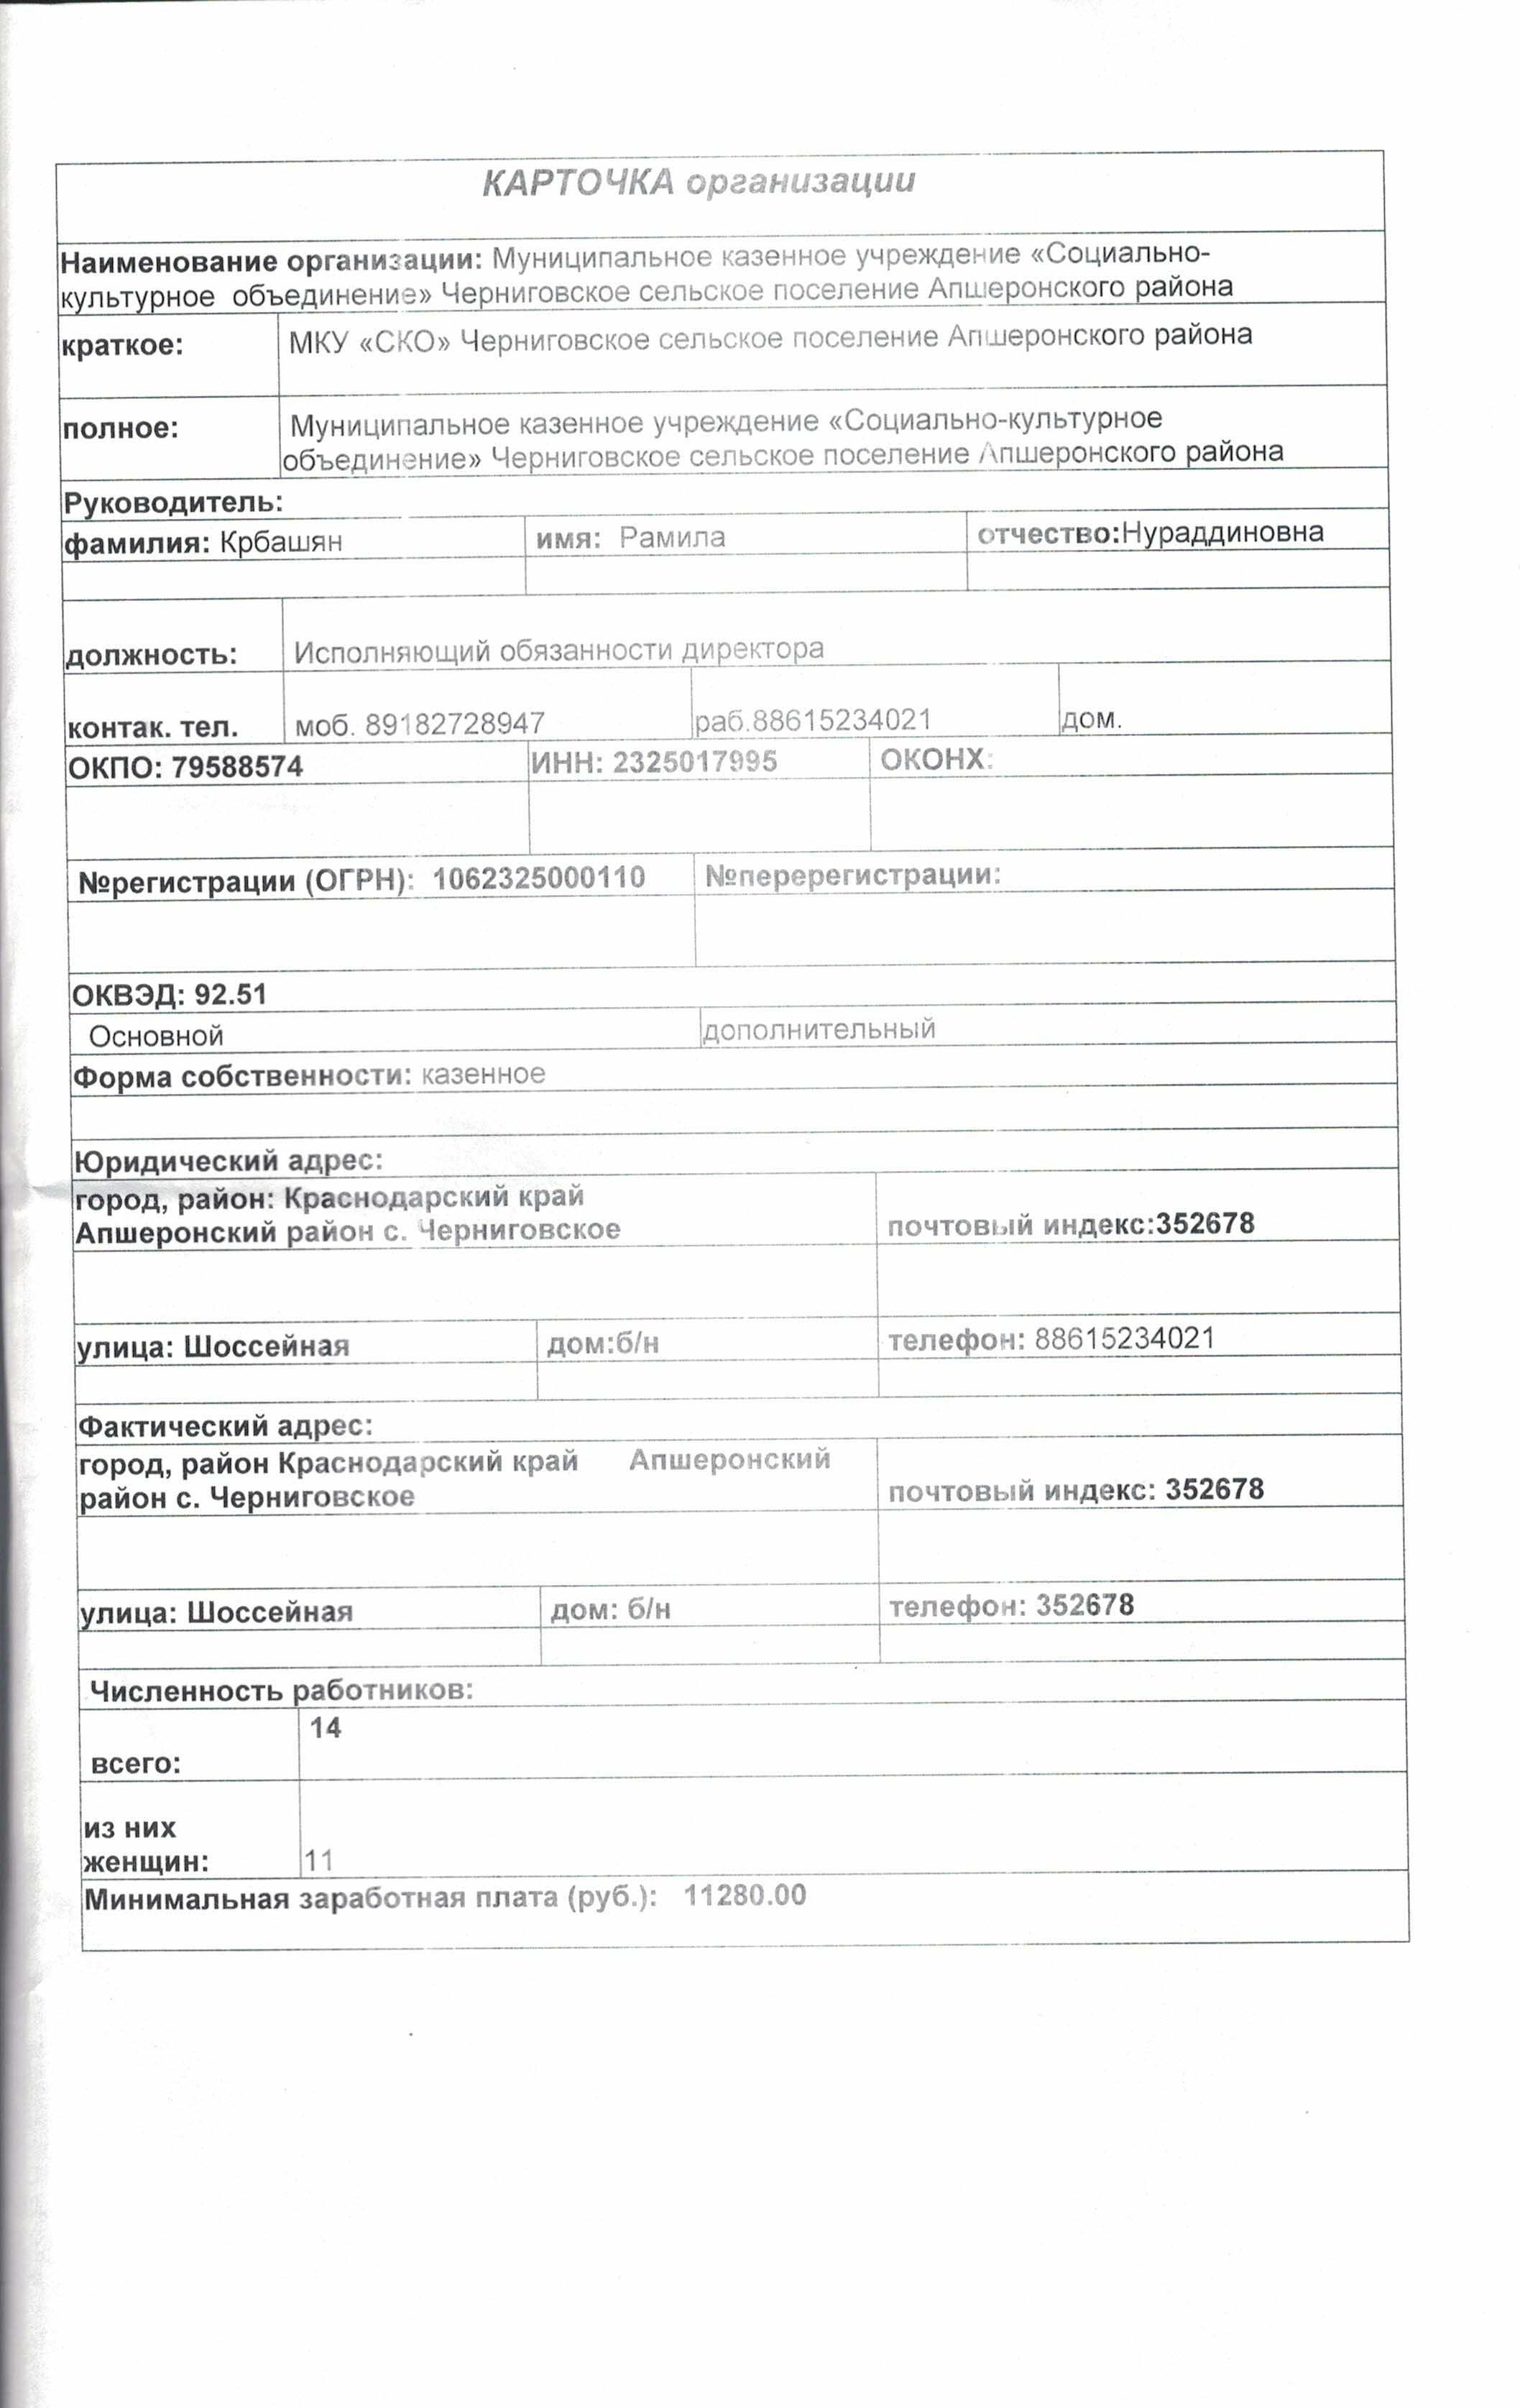 КАРТОЧКА организации
Наименование организации: Муниципальное казенное учреждение «Социально-
культурное объединение» Черниговское сельское поселение Апшеронского района
краткое: МКУ «СКО» Черниговское сельское поселение Апшеронского района
полное: Муниципальное казенное учреждение «Социально-культурное
объединение» Черниговское сельское поселение Апшеронского района
Руководитель:
фамилия: Крбашян имя: Рамила отчество:Нураддиновна
должность: Исполняющий обязанности директора
контак. тел. моб. 89182728947 раб.88615234021 дом.
ОКПО: 79588574 ИНН: 2325017995 ОКОНХ:
№регистрации (ОГРН): 1062325000110 №перерегистрации:
ОКВЭД: 92.51
Основной дополнительный
Форма собственности: казенное
Юридический адрес:
город, район: Краснодарский край
Апшеронский район с. Черниговское почтовый индекс:352678
улица: Шоссейная дом:б/н телефон: 88615234021
Фактический адрес:
город, район Краснодарский край Апшеронский
район с. Черниговское почтовый индекс: 352678
улица: Шоссейная дом: б/н телефон: 352678
Численность работников:
всего: 14
из них
женщин: 11
Минимальная заработная плата (руб.): 11280.00